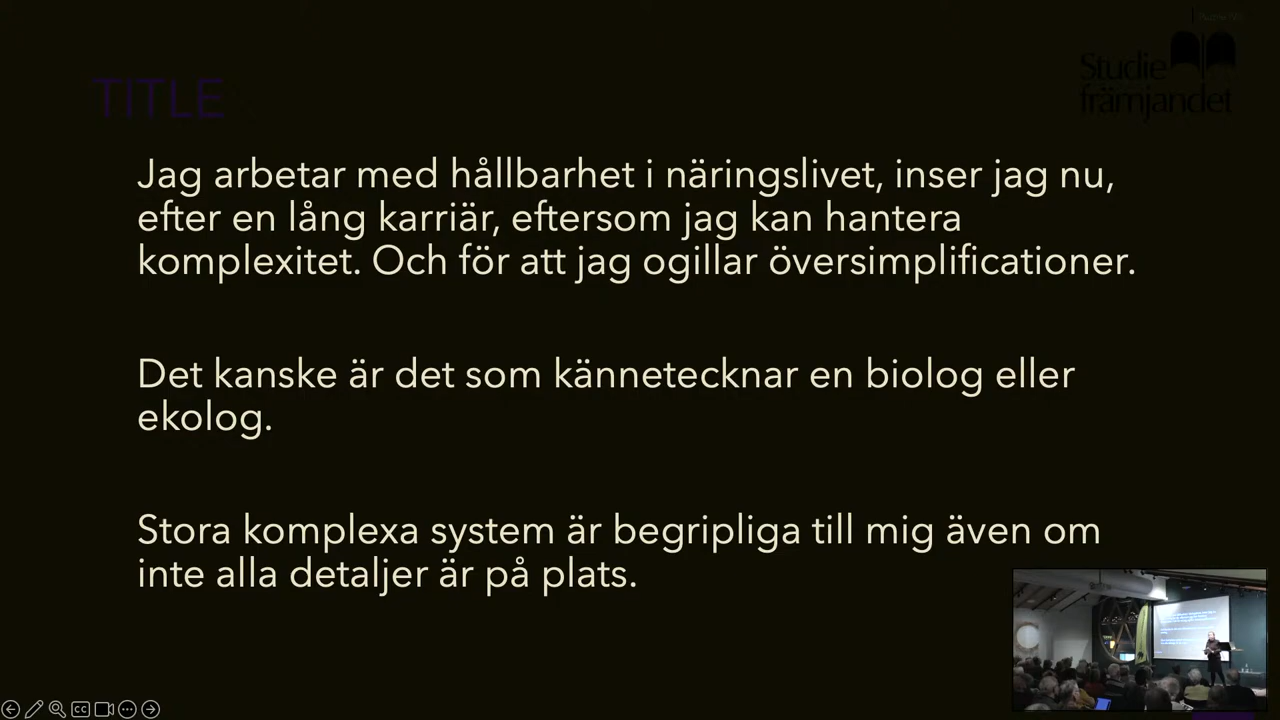 Studie
främjandet
TITLE
Jag arbetar med hållbarhet i näringslivet, inser jag nu,
efter en lång karriär, eftersom jag kan hantera
komplexitet. Och för att jag ogillar översimplificationer.
Det kanske är det som kännetecknar en biolog eller
ekolog.
Stora komplexa system är begripliga till mig även om
inte alla detaljer är på plats.
CC